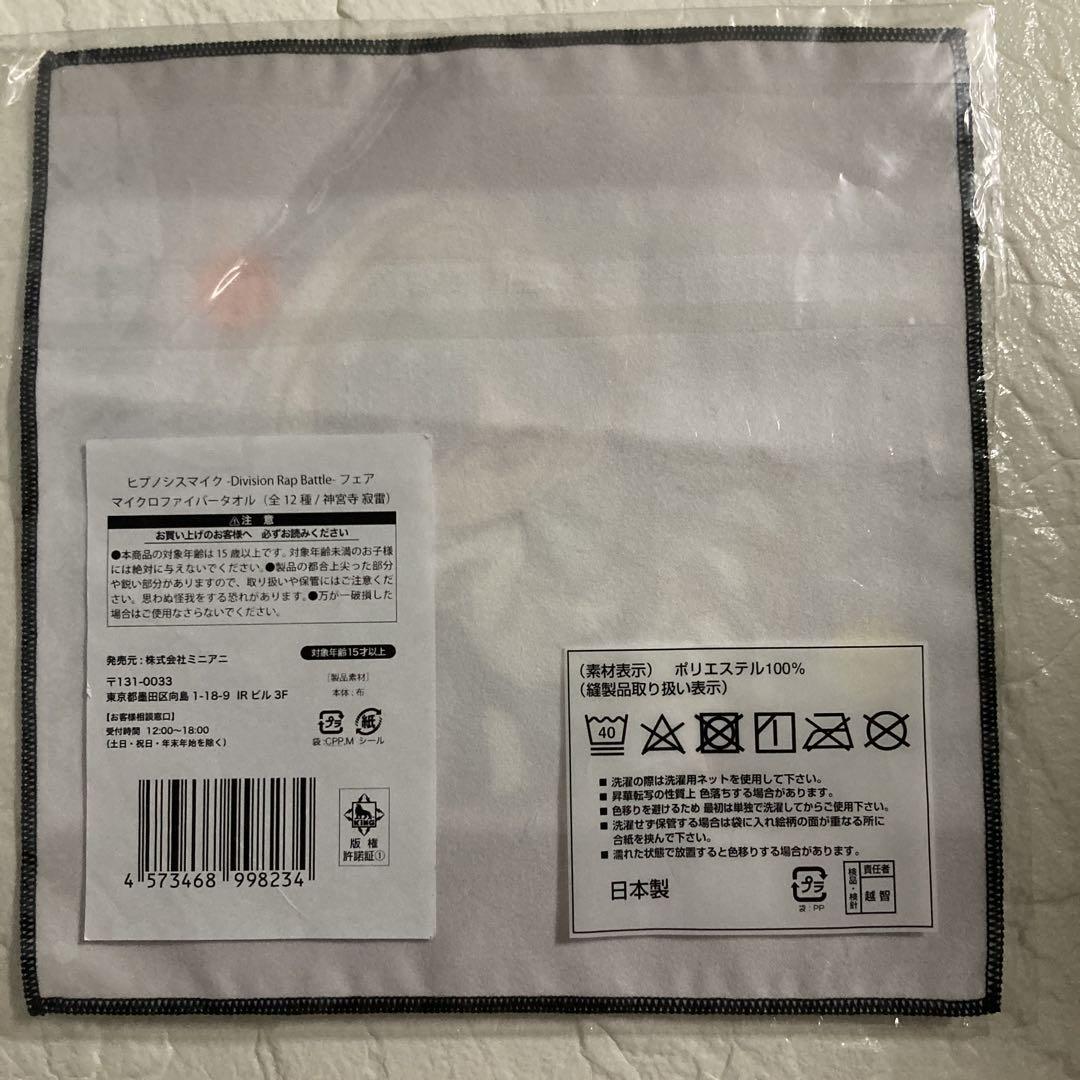 ヒプノシスマイク -Division Rap Battle- フェア
マイクロファイバータオル（全12種/神宮寺 寂雷）
注 意
お買い上げのお客様へ 必ずお読みください
●本商品の対象年齢は15歳以上です。対象年齢未満のお子様
には絶対に与えないでください。●製品の都合上尖った部分
や鋭い部分がありますので、取り扱いや保管にはご注意くだ
さい。思わぬ怪我をする恐れがあります。●万が一破損した
場合はご使用なさらないでください。
発売元：株式会社ミニアニ
対象年齢15才以上
〒131-0033
東京都墨田区向島 1-18-9 IRビル 3F
［製品素材］
本体：布
【お客様相談窓口】
受付時間 12:00〜18:00
（土日・祝日・年末年始を除く）
プラ
紙
袋：CPP,M シール
4 573468 998234
KING
版 権
許諾証①
（素材表示） ポリエステル100％
（縫製品取り扱い表示）
40
■ 洗濯の際は洗濯用ネットを使用して下さい。
■ 昇華転写の性質上 色落ちする場合があります。
■ 色移りを避けるため 最初は単独で洗濯してからご使用下さい。
■ 洗濯せず保管する場合は袋に入れ絵柄の面が重なる所に
合紙を挟んで下さい。
■ 濡れた状態で放置すると色移りする場合があります。
日本製
プラ
袋：PP
検品・検針
責任者
越智